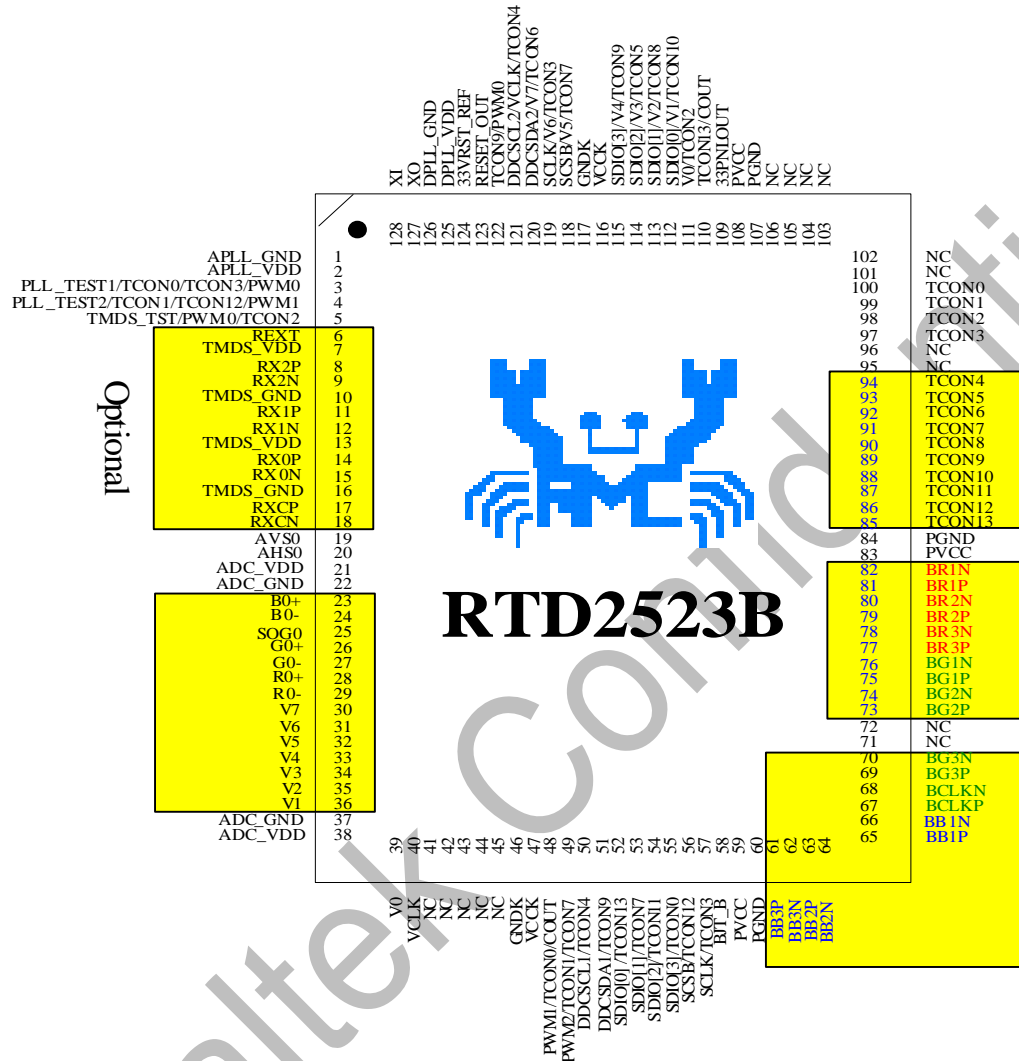 XI
XO
DPLL_GND
DPLL_VDD
33VRST_REF
RESET_OUT
TCON9/PWM0
DDCSCL2/VCLK/TCON4
DDCSDA2/V7/TCON6
SCLK/V6/TCON3
SCSB/V5/TCON7
GNDK
VCCK
SDIO[3]/V4/TCON9
SDIO[2]/V3/TCON5
SDIO[1]/V2/TCON8
SDIO[0]/V1/TCON10
V0/TCON2
TCON13/COUT
33PNLOUT
PVCC
PGND
NC
NC
NC
NC
128 127 126 125 124 123 122 121 120 119 118 117 116 115 114 113 112 111 110 109 108 107 106 105 104 103
APLL_GND 1
APLL_VDD 2
PLL_TEST1/TCON0/TCON3/PWM0 3
PLL_TEST2/TCON1/TCON12/PWM1 4
TMDS_TST/PWM0/TCON2 5
REXT 6
TMDS_VDD 7
RX2P 8
RX2N 9
TMDS_GND 10
RX1P 11
RX1N 12
TMDS_VDD 13
RX0P 14
RX0N 15
TMDS_GND 16
RXCP 17
RXCN 18
AVS0 19
AHS0 20
ADC_VDD 21
ADC_GND 22
B0+ 23
B0- 24
SOG0 25
G0+ 26
G0- 27
R0+ 28
R0- 29
V7 30
V6 31
V5 32
V4 33
V3 34
V2 35
V1 36
ADC_GND 37
ADC_VDD 38
Optional
RTD2523B
102 NC
101 NC
100 TCON0
99 TCON1
98 TCON2
97 TCON3
96 NC
95 NC
94 TCON4
93 TCON5
92 TCON6
91 TCON7
90 TCON8
89 TCON9
88 TCON10
87 TCON11
86 TCON12
85 TCON13
84 PGND
83 PVCC
82 BR1N
81 BR1P
80 BR2N
79 BR2P
78 BR3N
77 BR3P
76 BG1N
75 BG1P
74 BG2N
73 BG2P
72 NC
71 NC
70 BG3N
69 BG3P
68 BCLKN
67 BCLKP
66 BB1N
65 BB1P
39 40 41 42 43 44 45 46 47 48 49 50 51 52 53 54 55 56 57 58 59 60 61 62 63 64
V0
VCLK
NC
NC
NC
NC
NC
GNDK
VCCK
PWM1/TCON0/COUT
PWM2/TCON1/TCON7
DDCSCL1/TCON4
DDCSDA1/TCON9
SDIO[0]/TCON13
SDIO[1]/TCON7
SDIO[2]/TCON11
SDIO[3]/TCON0
SCSB/TCON12
SCLK/TCON3
BJT_B
PVCC
PGND
BB3P
BB3N
BB2P
BB2N